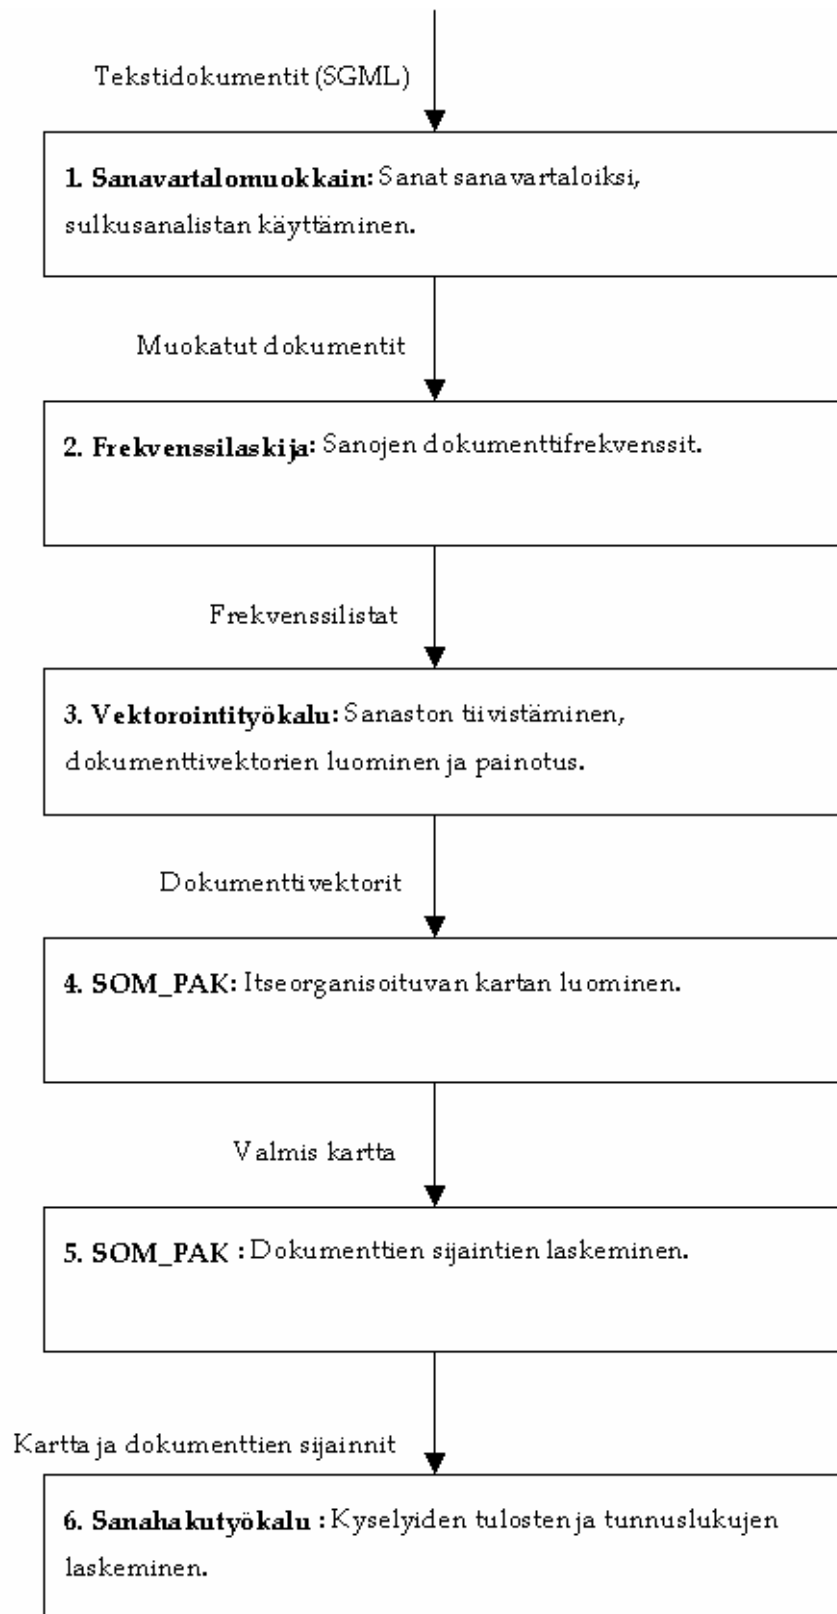 Tekstidokumentit (SGML)
1. Sanavartalomuokkain: Sanat sanavartaloiksi,
sulkusanalistan käyttäminen.
Muokatut dokumentit
2. Frekvenssilaskija: Sanojen dokumenttifrekvenssit.
Frekvenssilistat
3. Vektorointityökalu: Sanaston tiivistäminen,
dokumenttivektorien luominen ja painotus.
Dokumenttivektorit
4. SOM_PAK: Itseorganisoituvan kartan luominen.
Valmis kartta
5. SOM_PAK : Dokumenttien sijaintien laskeminen.
Kartta ja dokumenttien sijainnit
6. Sanahakutyökalu : Kyselyiden tulosten ja tunnuslukujen
laskeminen.